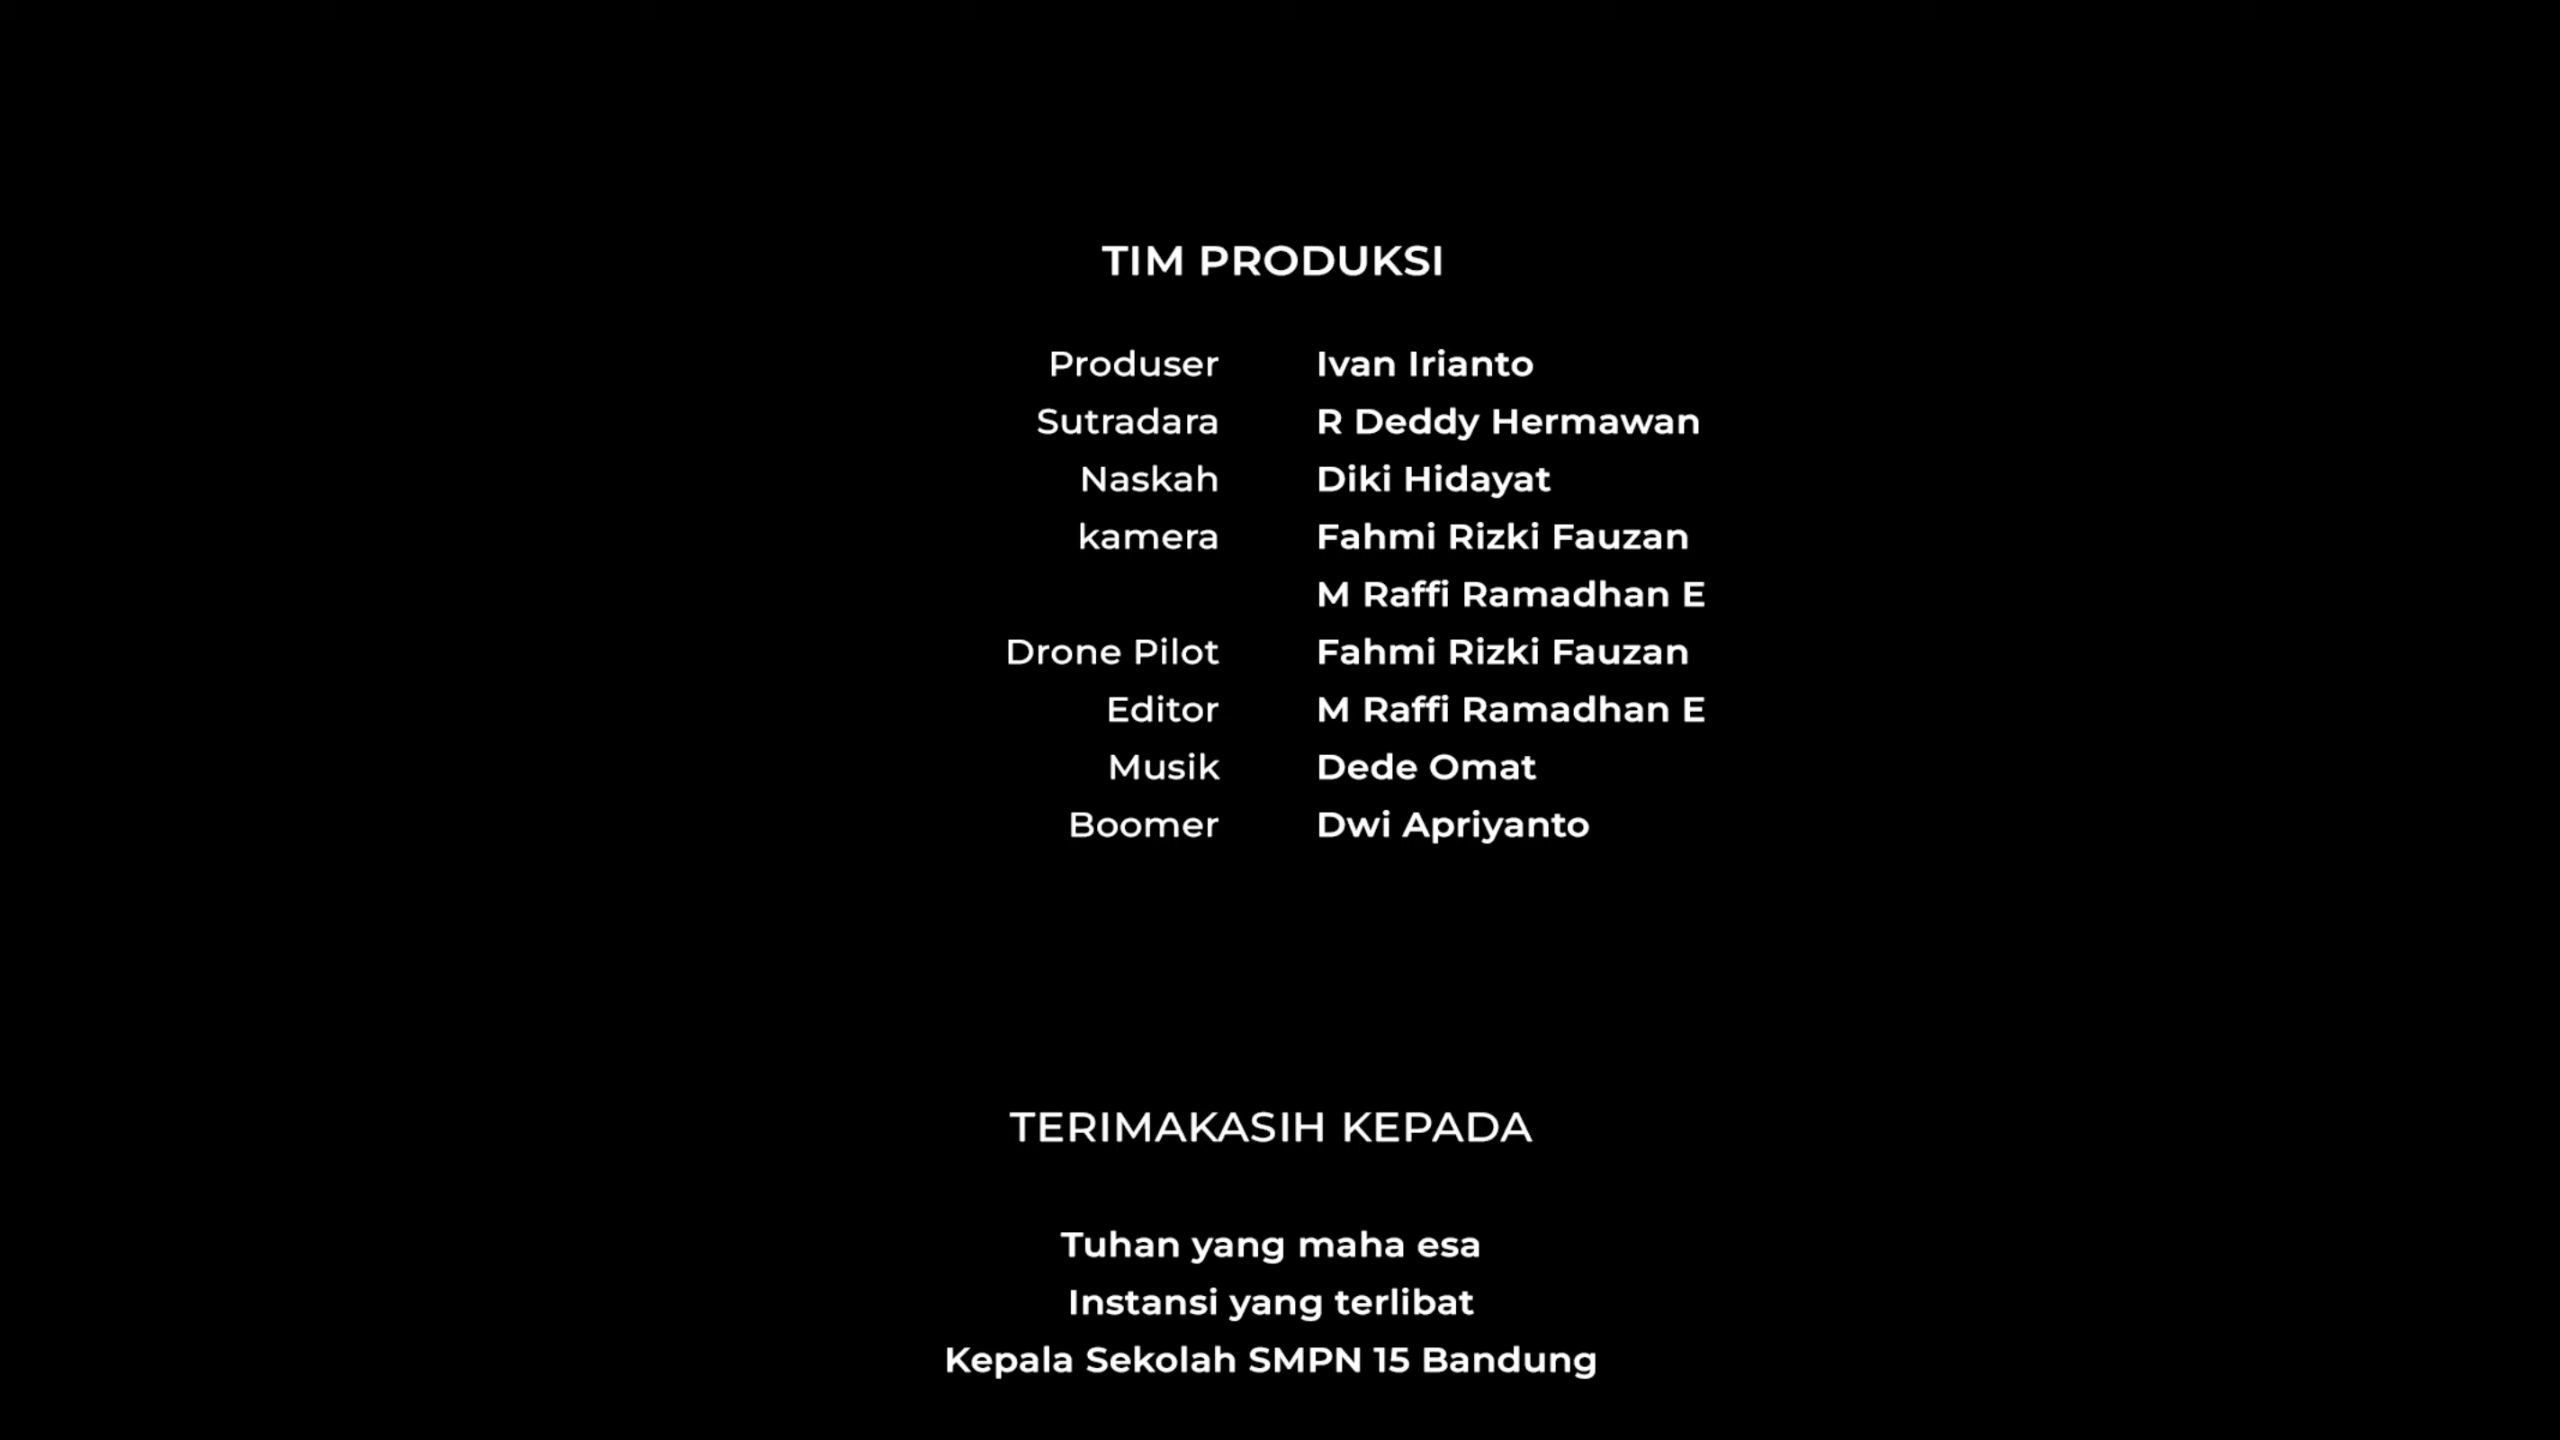 TIM PRODUKSI
Produser Ivan Irianto
Sutradara R Deddy Hermawan
Naskah Diki Hidayat
kamera Fahmi Rizki Fauzan
M Raffi Ramadhan E
Drone Pilot Fahmi Rizki Fauzan
Editor M Raffi Ramadhan E
Musik Dede Omat
Boomer Dwi Apriyanto
TERIMAKASIH KEPADA
Tuhan yang maha esa
Instansi yang terlibat
Kepala Sekolah SMPN 15 Bandung